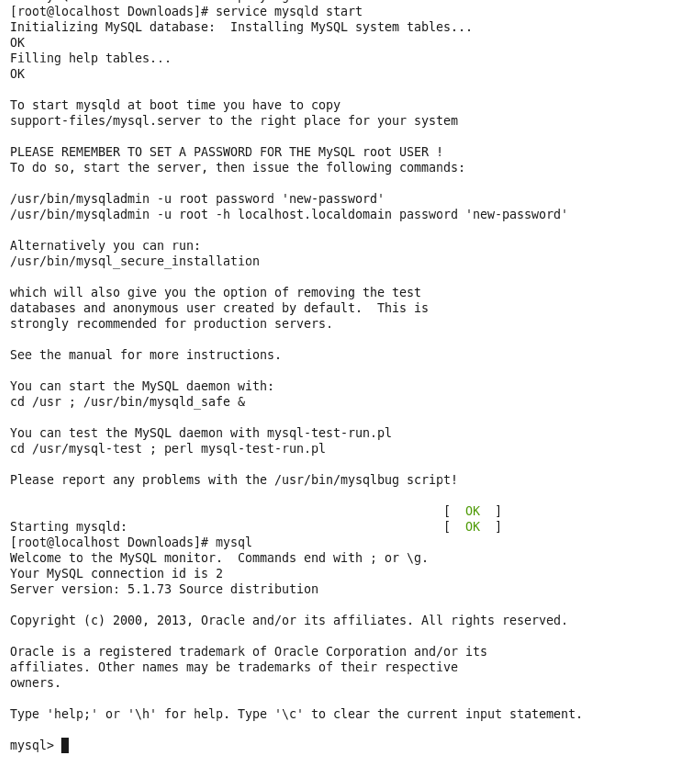 [root@localhost Downloads]# service mysqld start
Initializing MySQL database:  Installing MySQL system tables...
OK
Filling help tables...
OK
To start mysqld at boot time you have to copy
support-files/mysql.server to the right place for your system
PLEASE REMEMBER TO SET A PASSWORD FOR THE MySQL root USER !
To do so, start the server, then issue the following commands:
/usr/bin/mysqladmin -u root password 'new-password'
/usr/bin/mysqladmin -u root -h localhost.localdomain password 'new-password'
Alternatively you can run:
/usr/bin/mysql_secure_installation
which will also give you the option of removing the test
databases and anonymous user created by default.  This is
strongly recommended for production servers.
See the manual for more instructions.
You can start the MySQL daemon with:
cd /usr ; /usr/bin/mysqld_safe &
You can test the MySQL daemon with mysql-test-run.pl
cd /usr/mysql-test ; perl mysql-test-run.pl
Please report any problems with the /usr/bin/mysqlbug script!
[  OK  ]
Starting mysqld:                                           [  OK  ]
[root@localhost Downloads]# mysql
Welcome to the MySQL monitor.  Commands end with ; or \g.
Your MySQL connection id is 2
Server version: 5.1.73 Source distribution
Copyright (c) 2000, 2013, Oracle and/or its affiliates. All rights reserved.
Oracle is a registered trademark of Oracle Corporation and/or its
affiliates. Other names may be trademarks of their respective
owners.
Type 'help;' or '\h' for help. Type '\c' to clear the current input statement.
mysql>